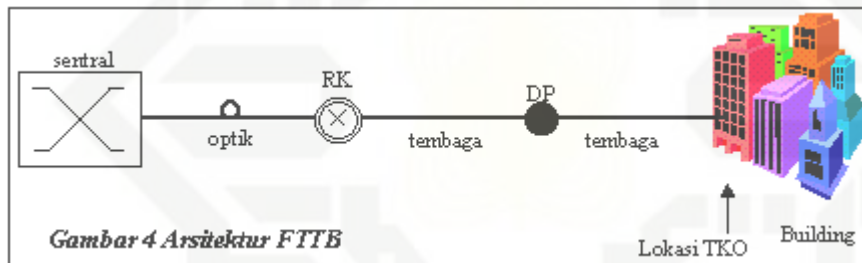 sentral
RK
DP
optik
tembaga
tembaga
Gambar 4 Arsitektur FTTB
Lokasi TKO
Building